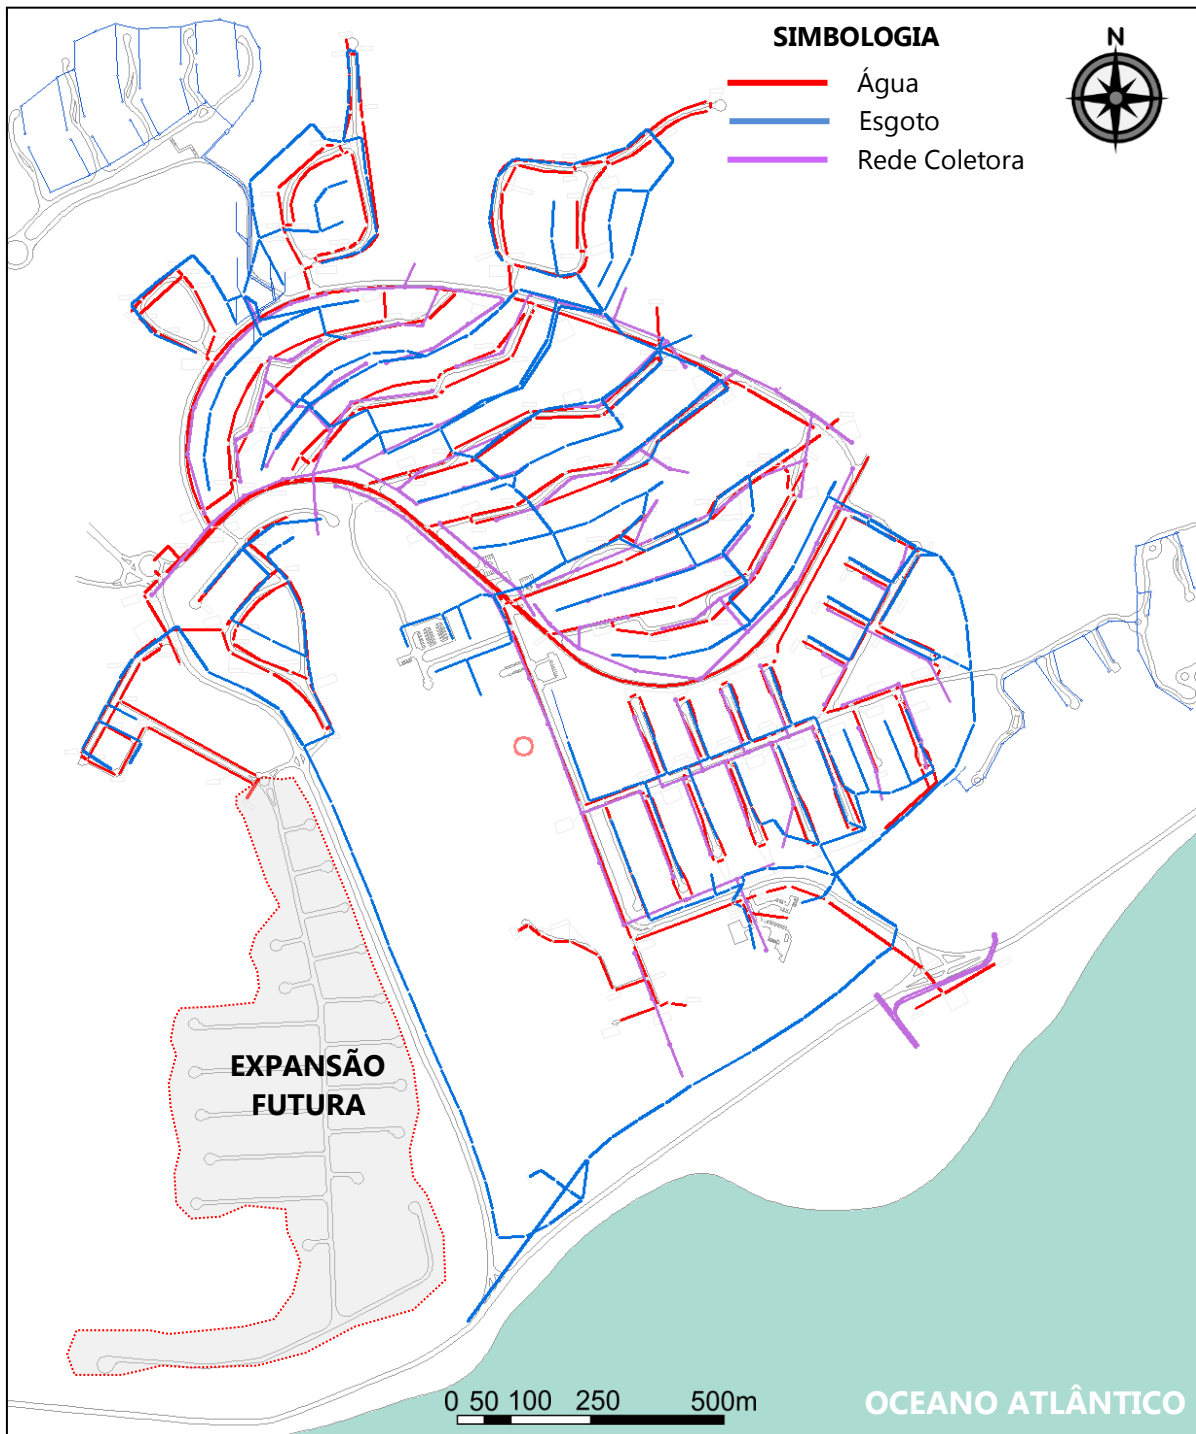 SIMBOLOGIA
N
Água
Esgoto
Rede Coletora
EXPANSÃO
FUTURA
0 50 100 250 500m
OCEANO ATLÂNTICO